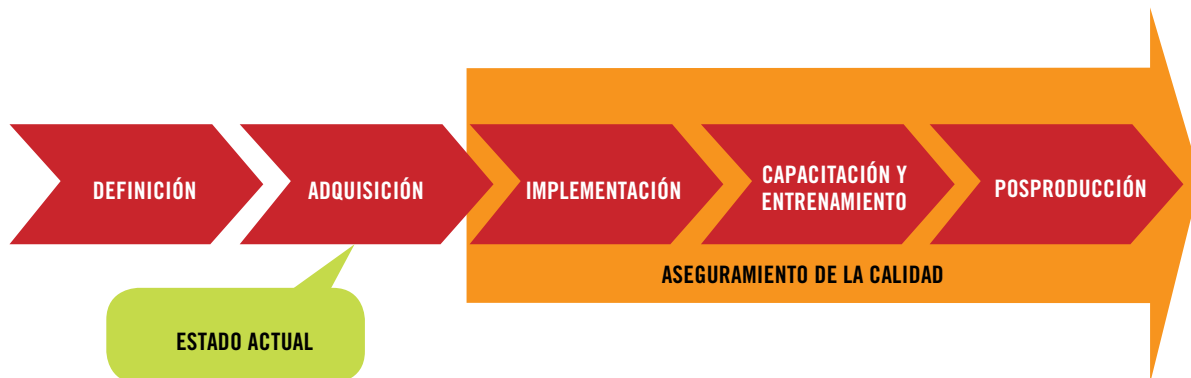 DEFINICIÓN
ADQUISICIÓN
IMPLEMENTACIÓN
CAPACITACIÓN Y
ENTRENAMIENTO
POSPRODUCCIÓN
ASEGURAMIENTO DE LA CALIDAD
ESTADO ACTUAL